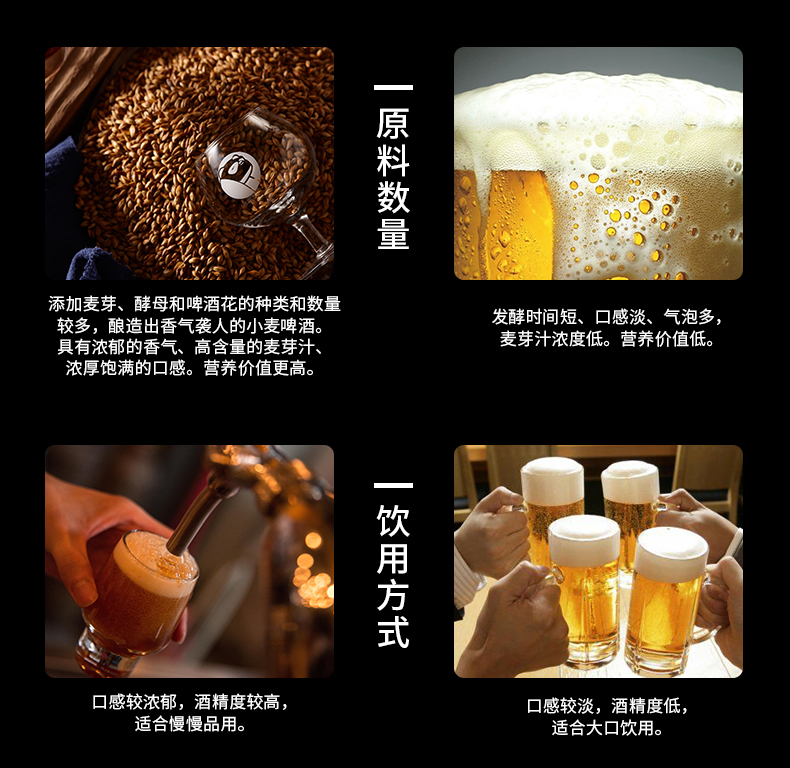 原料数量
添加麦芽、酵母和啤酒花的种类和数量
较多，酿造出香气袭人的小麦啤酒。
具有浓郁的香气、高含量的麦芽汁、
浓厚饱满的口感。营养价值更高。
发酵时间短、口感淡、气泡多，
麦芽汁浓度低。营养价值低。
饮用方式
口感较浓郁，酒精度较高，
适合慢慢品用。
口感较淡，酒精度低，
适合大口饮用。